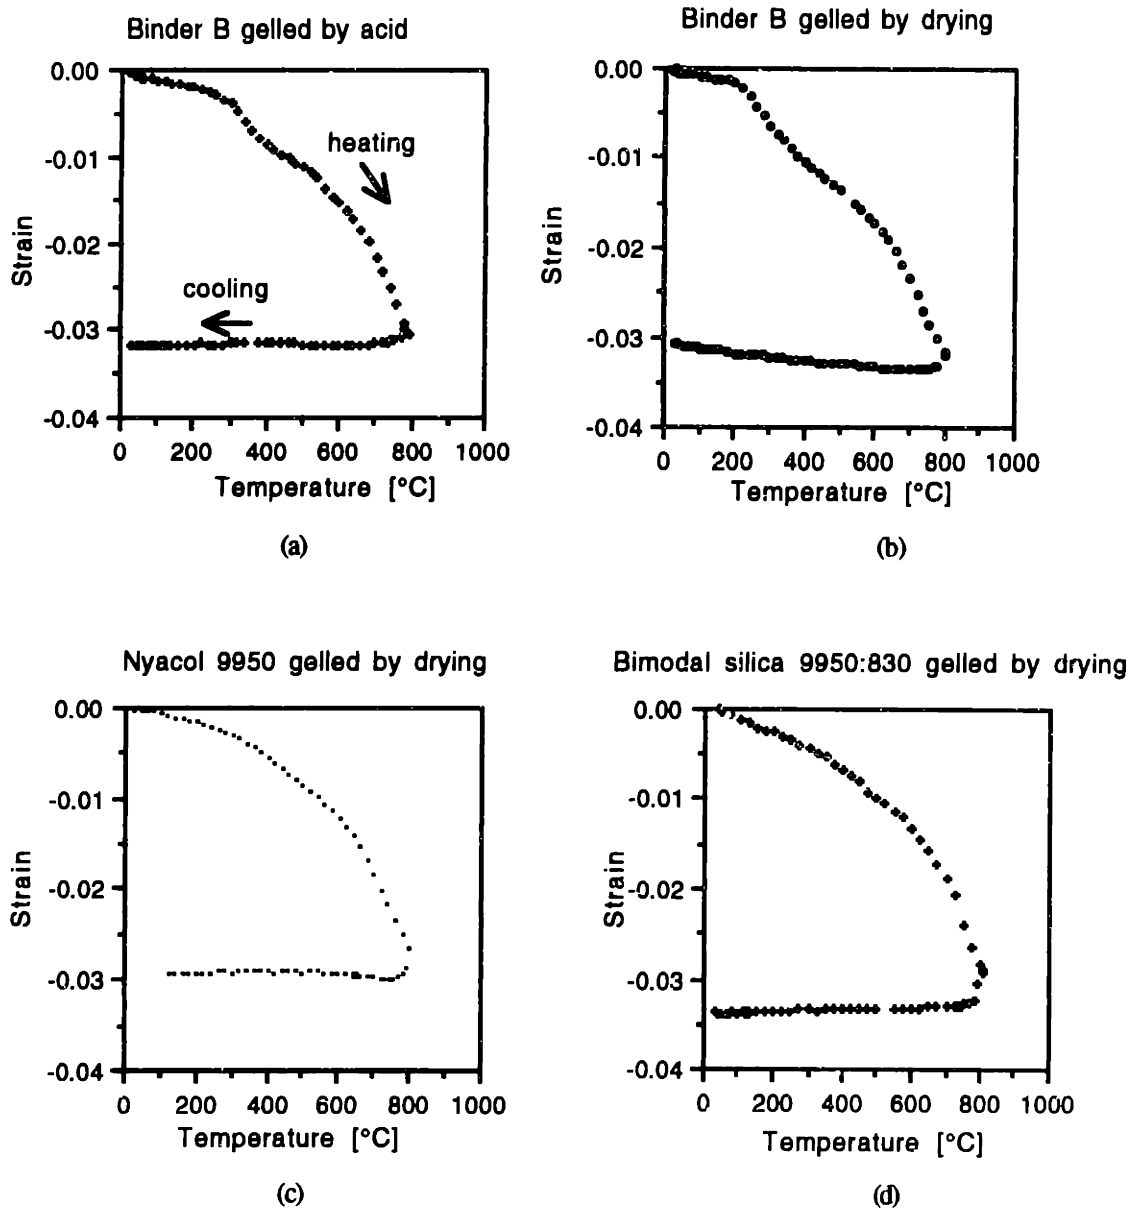 Binder B gelled by acid
0.00
-0.01
-0.02
-0.03
-0.04
Strain
heating
cooling
0 200 400 600 800 1000
Temperature [°C]
(a)
Binder B gelled by drying
0.00
-0.01
-0.02
-0.03
-0.04
Strain
0 200 400 600 800 1000
Temperature [°C]
(b)
Nyacol 9950 gelled by drying
0.00
-0.01
-0.02
-0.03
-0.04
Strain
0 200 400 600 800 1000
Temperature [°C]
(c)
Bimodal silica 9950:830 gelled by drying
0.00
-0.01
-0.02
-0.03
-0.04
Strain
0 200 400 600 800 1000
Temperature [°C]
(d)